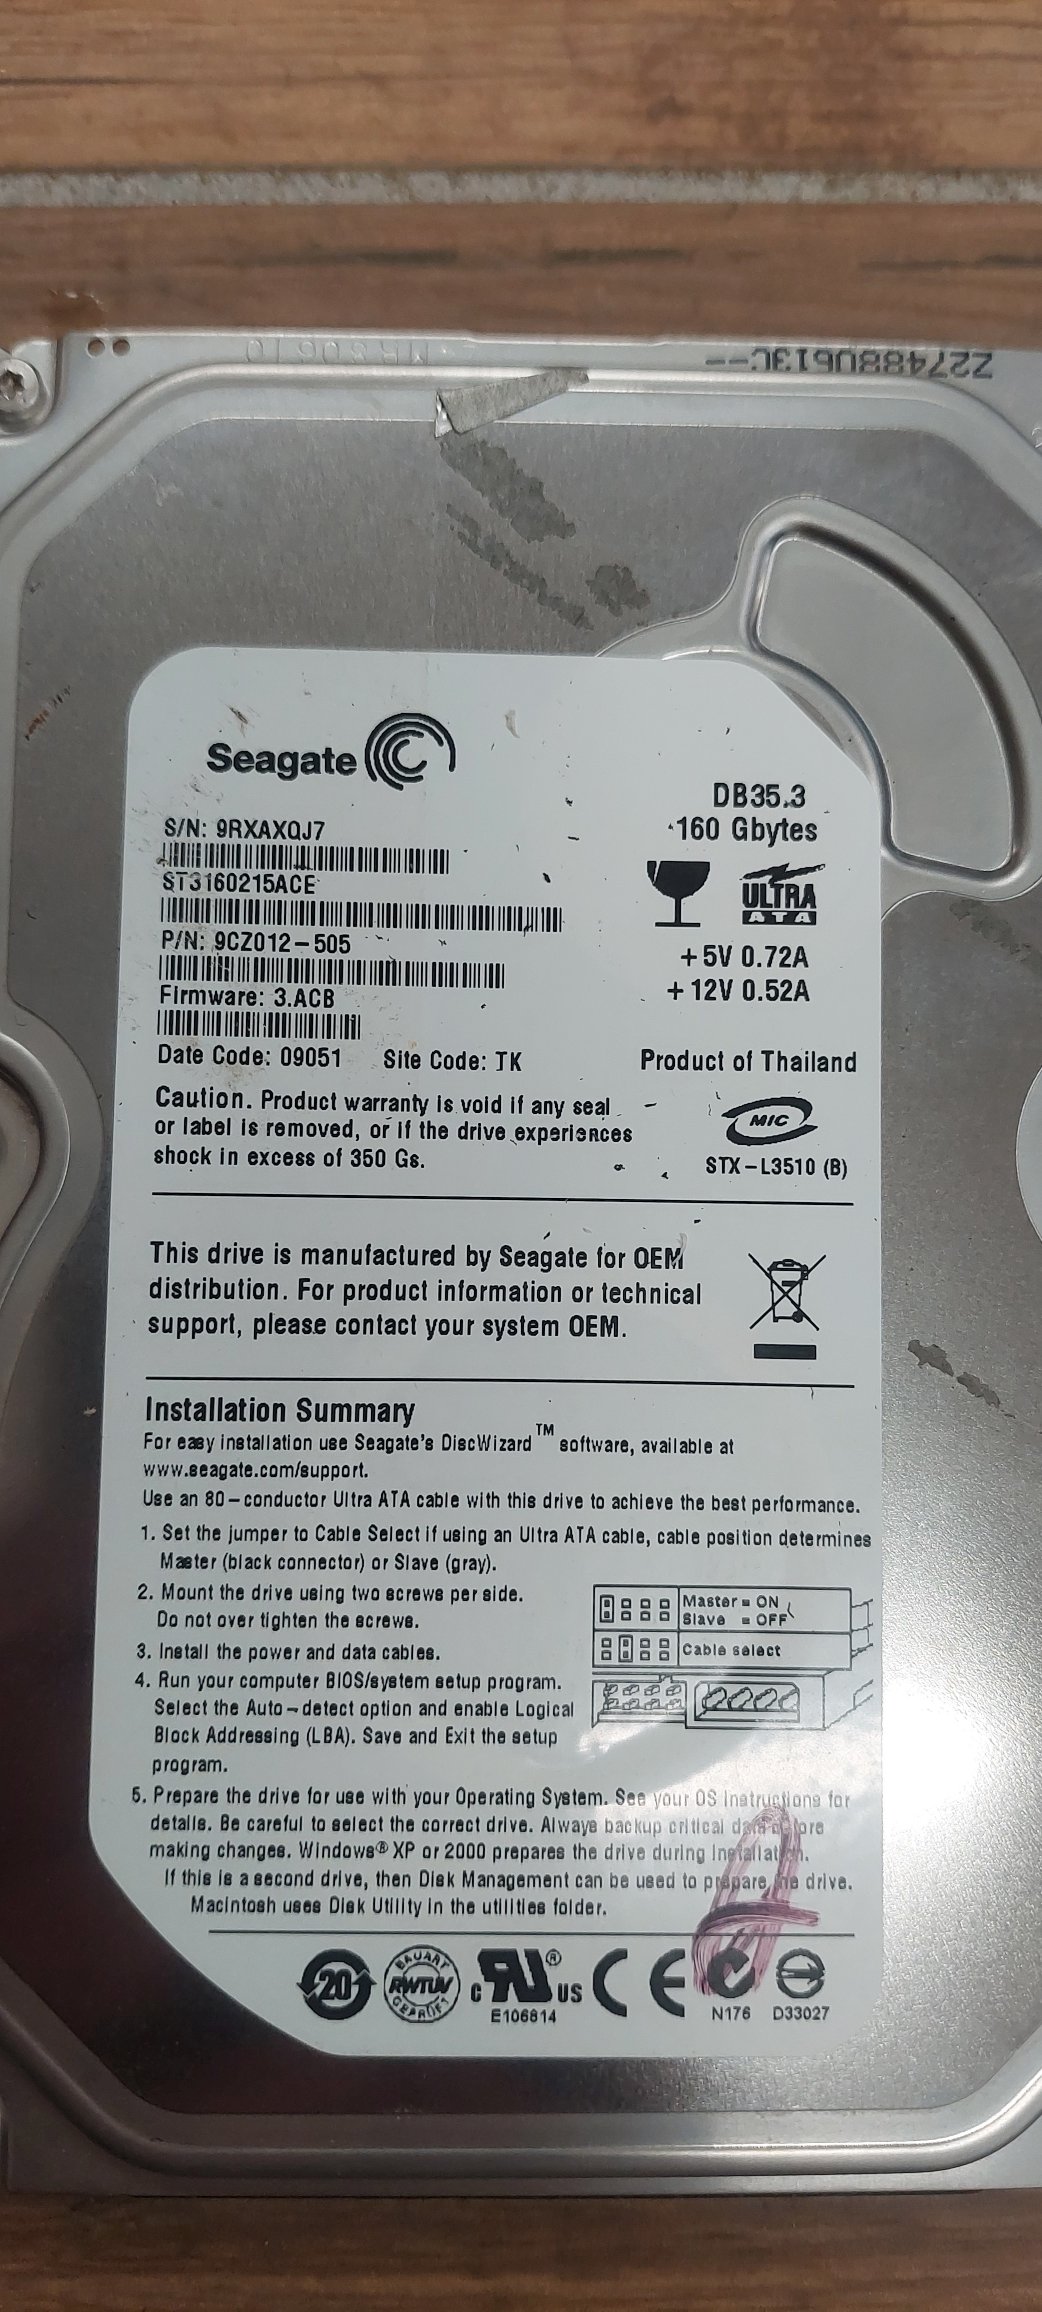 Z274880613C--
Seagate
DB35.3
S/N: 9RXAXQJ7
160 Gbytes
ST3160215ACE
ULTRA
ATA
P/N: 9CZ012-505
+5V 0.72A
Firmware: 3.ACB
+12V 0.52A
Date Code: 09051 Site Code: TK
Product of Thailand
Caution. Product warranty is void if any seal
or label is removed, or if the drive experiences
shock in excess of 350 Gs.
MIC
STX-L3510 (B)
This drive is manufactured by Seagate for OEM
distribution. For product information or technical
support, please contact your system OEM.
Installation Summary
For easy installation use Seagate's DiscWizard™ software, available at
www.seagate.com/support.
Use an 80-conductor Ultra ATA cable with this drive to achieve the best performance.
1. Set the jumper to Cable Select if using an Ultra ATA cable, cable position determines
Master (black connector) or Slave (gray).
2. Mount the drive using two screws per side.
Do not over tighten the screws.
3. Install the power and data cables.
4. Run your computer BIOS/system setup program.
Select the Auto-detect option and enable Logical
Block Addressing (LBA). Save and Exit the setup
program.
Master = ON
Slave = OFF
Cable select
5. Prepare the drive for use with your Operating System. See your OS Instructions for
details. Be careful to select the correct drive. Always backup critical data before
making changes. Windows® XP or 2000 prepares the drive during Installation.
If this is a second drive, then Disk Management can be used to prepare the drive.
Macintosh uses Disk Utility in the utilities folder.
20
BAUART
RWTÜV
GEPRÜFT
c RU ® US
E106814
CE
N176
D33027